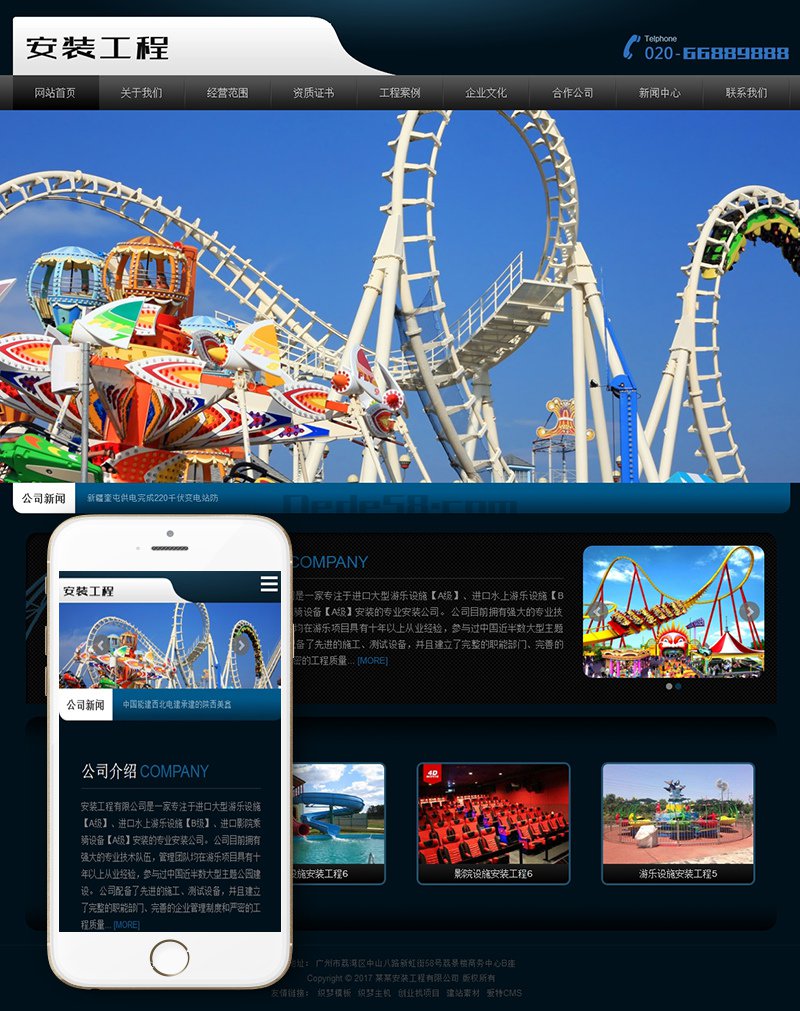 安装工程
Telphone
020-66889888
网站首页 关于我们 经营范围 资质证书 工程案例 企业文化 合作公司 新闻中心 联系我们
公司新闻 新疆奎屯供电完成220千伏变电站防
Dede58.com
COMPANY
是一家专注于进口大型游乐设施【A级】、进口水上游乐设施【B
骑设备【A级】安装的专业安装公司。 公司目前拥有强大的专业技
均在游乐项目具有十年以上从业经验，参与过中国近半数大型主题
备了先进的施工、测试设备，并且建立了完整的职能部门、完善的
密的工程质量... [MORE]
安装工程
公司新闻 中国能建西北电建承建的陕西美鑫
公司介绍 COMPANY
安装工程有限公司是一家专注于进口大型游乐设施
【A级】、进口水上游乐设施【B级】、进口影院乘
骑设备【A级】安装的专业安装公司。 公司目前拥有
强大的专业技术队伍，管理团队均在游乐项目具有十
年以上从业经验，参与过中国近半数大型主题公园建
设。 公司配备了先进的施工、测试设备，并且建立
了完整的职能部门、完善的企业管理制度和严密的工
程质量... [MORE]
4D
设施安装工程6
影院设施安装工程6
游乐设施安装工程5
地址： 广州市荔湾区中山八路新虹街58号荔景楼商务中心B座
Copyright © 2017 某某安装工程有限公司 版权所有
友情链接： 织梦模板 织梦主机 创业租项目 建站素材 爱特CMS